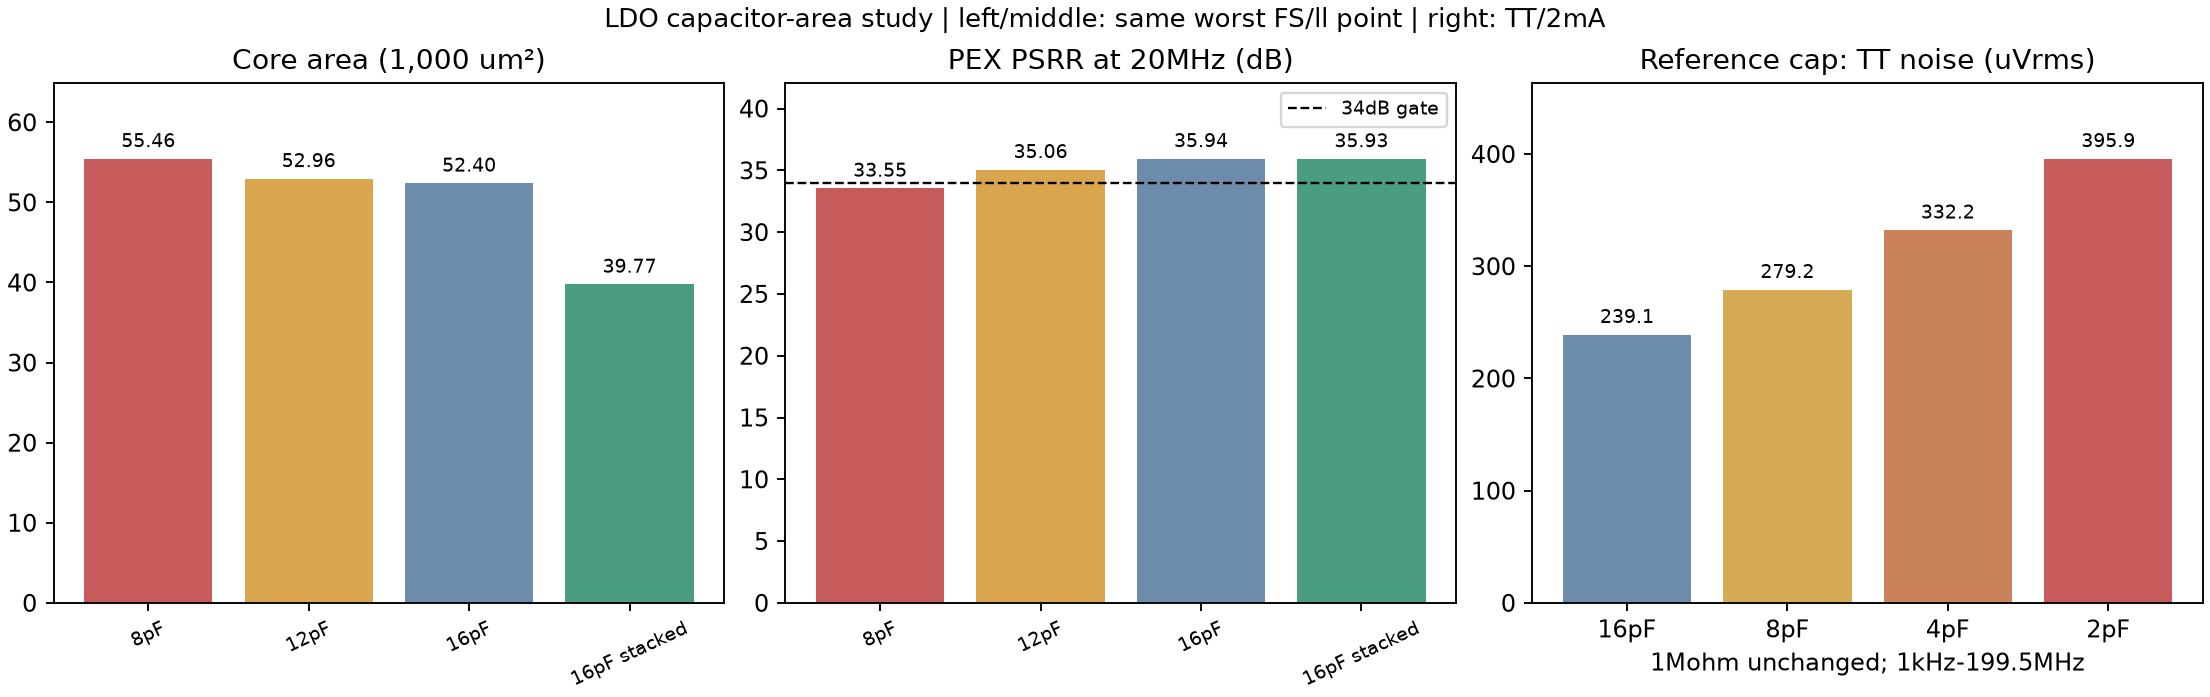 LDO capacitor-area study | left/middle: same worst FS/ll point | right: TT/2mA
Core area (1,000 um²)
60
50
40
30
20
10
0
55.46
52.96
52.40
39.77
8pF
12pF
16pF
16pF stacked
PEX PSRR at 20MHz (dB)
34dB gate
40
35
30
25
20
15
10
5
0
33.55
35.06
35.94
35.93
8pF
12pF
16pF
16pF stacked
Reference cap: TT noise (uVrms)
400
300
200
100
0
239.1
279.2
332.2
395.9
16pF
8pF
4pF
2pF
1Mohm unchanged; 1kHz-199.5MHz